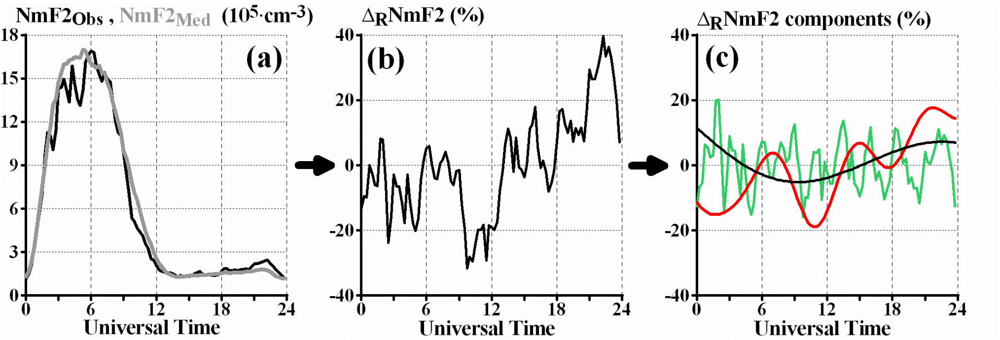 NmF2Obs , NmF2Med (10⁵·cm-³)
ΔRNmF2 (%)
ΔRNmF2 components (%)
18
15
12
9
6
3
0
(a)
0 6 12 18 24
Universal Time
40
20
0
-20
-40
(b)
0 6 12 18 24
Universal Time
40
20
0
-20
-40
(c)
0 6 12 18 24
Universal Time